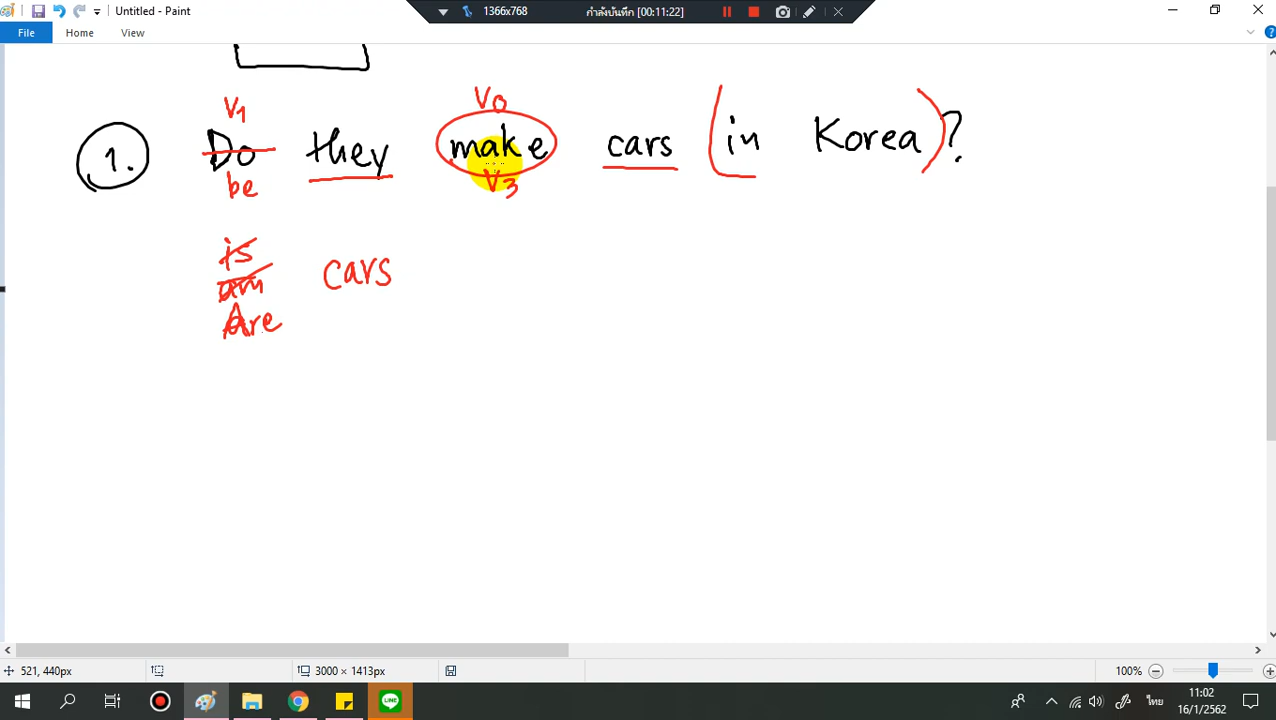 Untitled - Paint
1366x768
กำลังบันทึก [00:11:22]
File Home View
V1 V0
1. Do they make cars (in Korea)?
be V3
is
am cars
Are
521, 440px
3000 × 1413px
100%
LINE
ไทย
11:02
16/1/2562